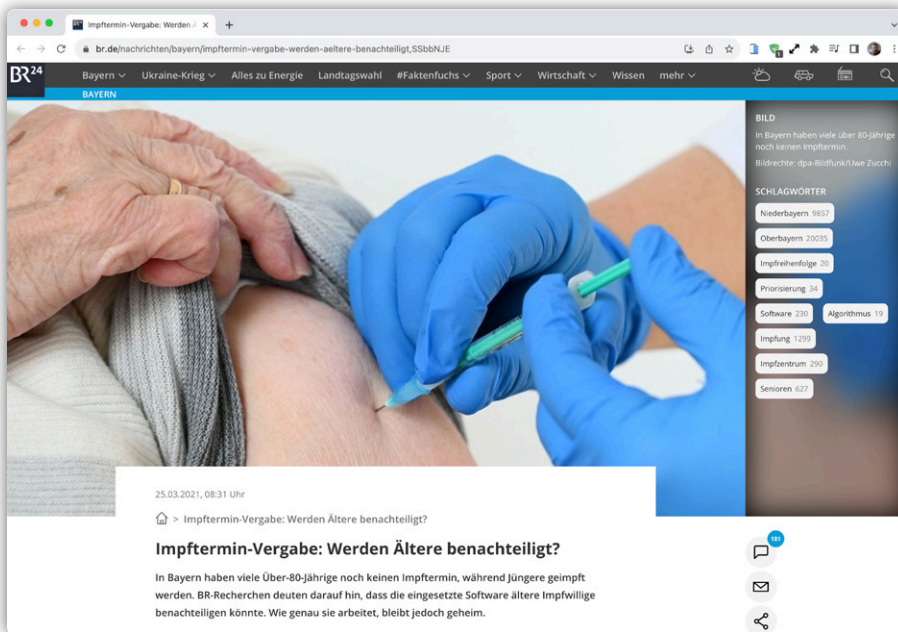 Impftermin-Vergabe: Werden Ä
br.de/nachrichten/bayern/impftermin-vergabe-werden-aeltere-benachteiligt,SSbbNJE
BR24
Bayern
Ukraine-Krieg
Alles zu Energie
Landtagswahl
#Faktenfuchs
Sport
Wirtschaft
Wissen
mehr
BAYERN
BILD
In Bayern haben viele über 80-Jährige
noch keinen Impftermin.
Bildrechte: dpa-Bildfunk/Uwe Zucchi
SCHLAGWÖRTER
Niederbayern 9857
Oberbayern 20035
Impfreihenfolge 20
Priorisierung 34
Software 230
Algorithmus 19
Impfung 1299
Impfzentrum 290
Senioren 627
25.03.2021, 08:31 Uhr
> Impftermin-Vergabe: Werden Ältere benachteiligt?
Impftermin-Vergabe: Werden Ältere benachteiligt?
In Bayern haben viele Über-80-Jährige noch keinen Impftermin, während Jüngere geimpft
werden. BR-Recherchen deuten darauf hin, dass die eingesetzte Software ältere Impfwillige
benachteiligen könnte. Wie genau sie arbeitet, bleibt jedoch geheim.
181